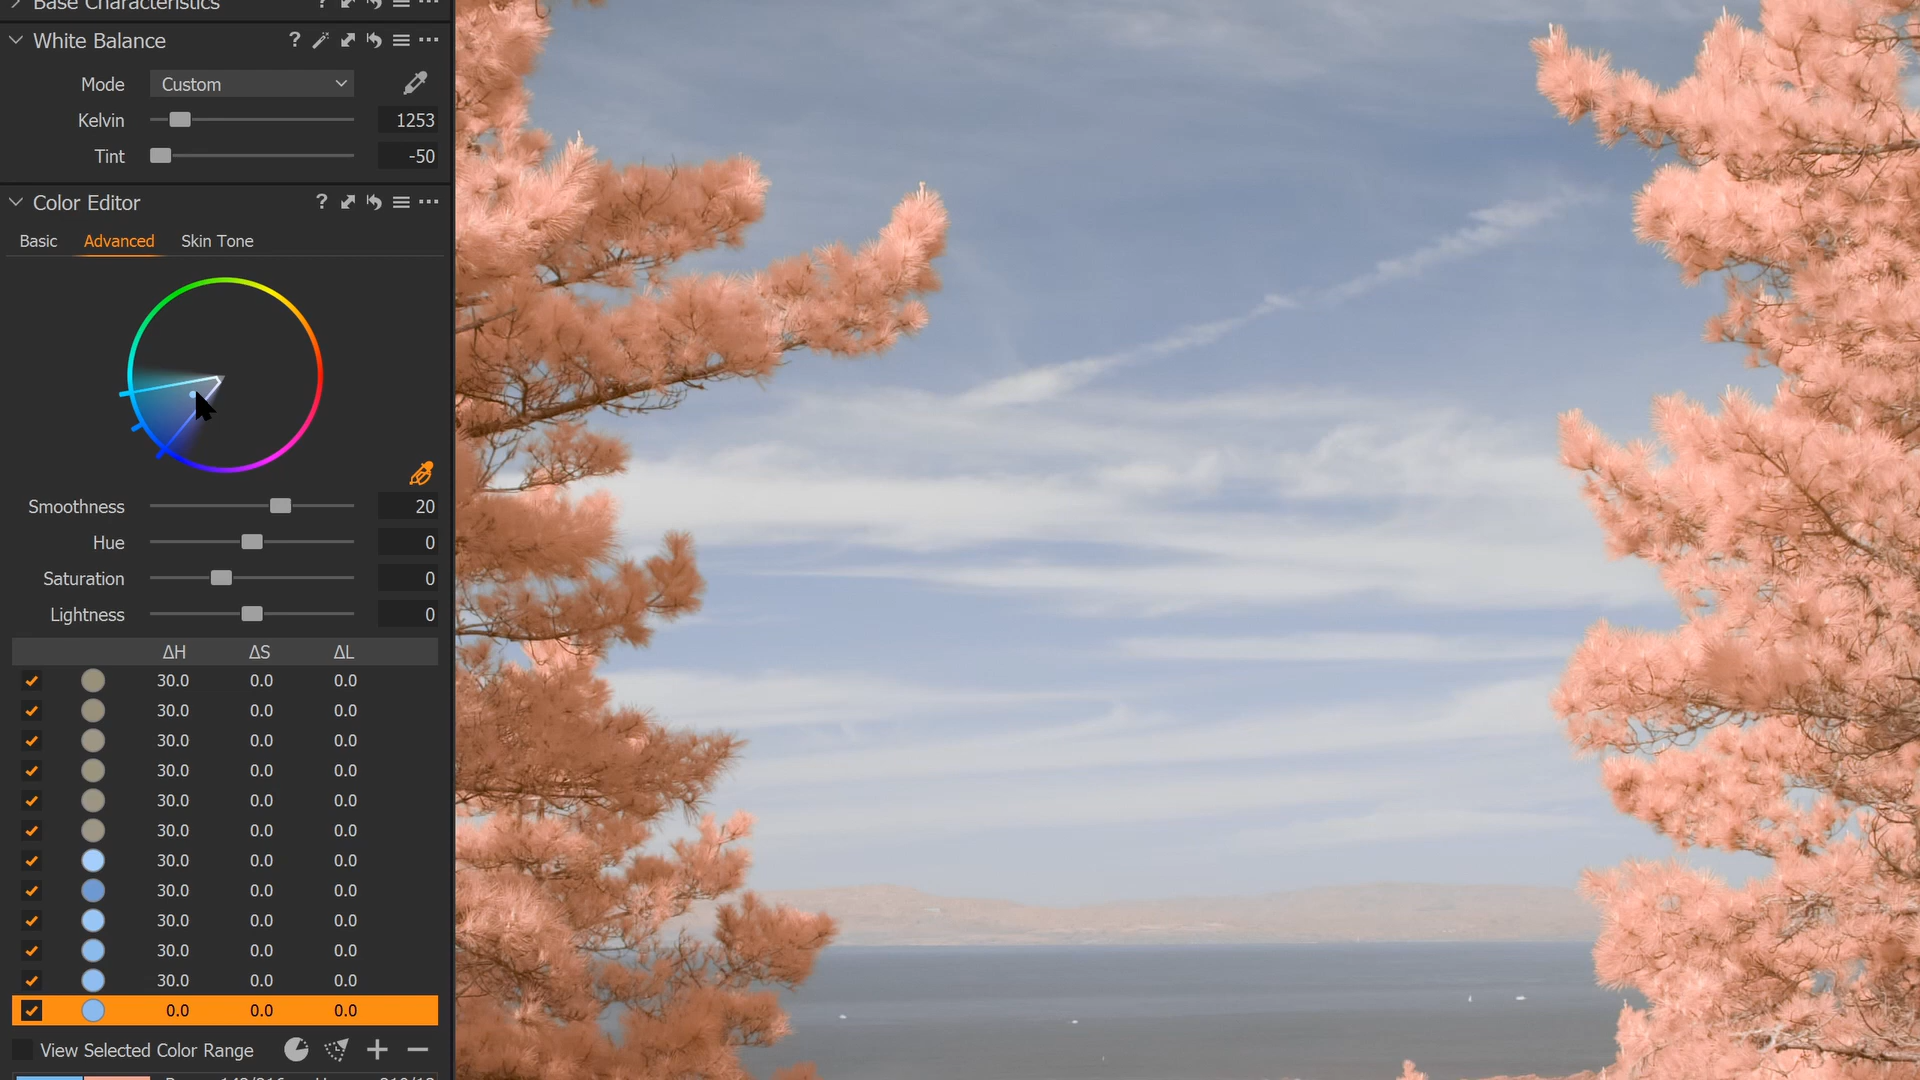 Base Characteristics ?
White Balance ?
Mode Custom
Kelvin 1253
Tint -50
Color Editor ?
Basic Advanced Skin Tone
Smoothness 20
Hue 0
Saturation 0
Lightness 0
ΔH ΔS ΔL
30.0 0.0 0.0
30.0 0.0 0.0
30.0 0.0 0.0
30.0 0.0 0.0
30.0 0.0 0.0
30.0 0.0 0.0
30.0 0.0 0.0
30.0 0.0 0.0
30.0 0.0 0.0
30.0 0.0 0.0
30.0 0.0 0.0
0.0 0.0 0.0
View Selected Color Range